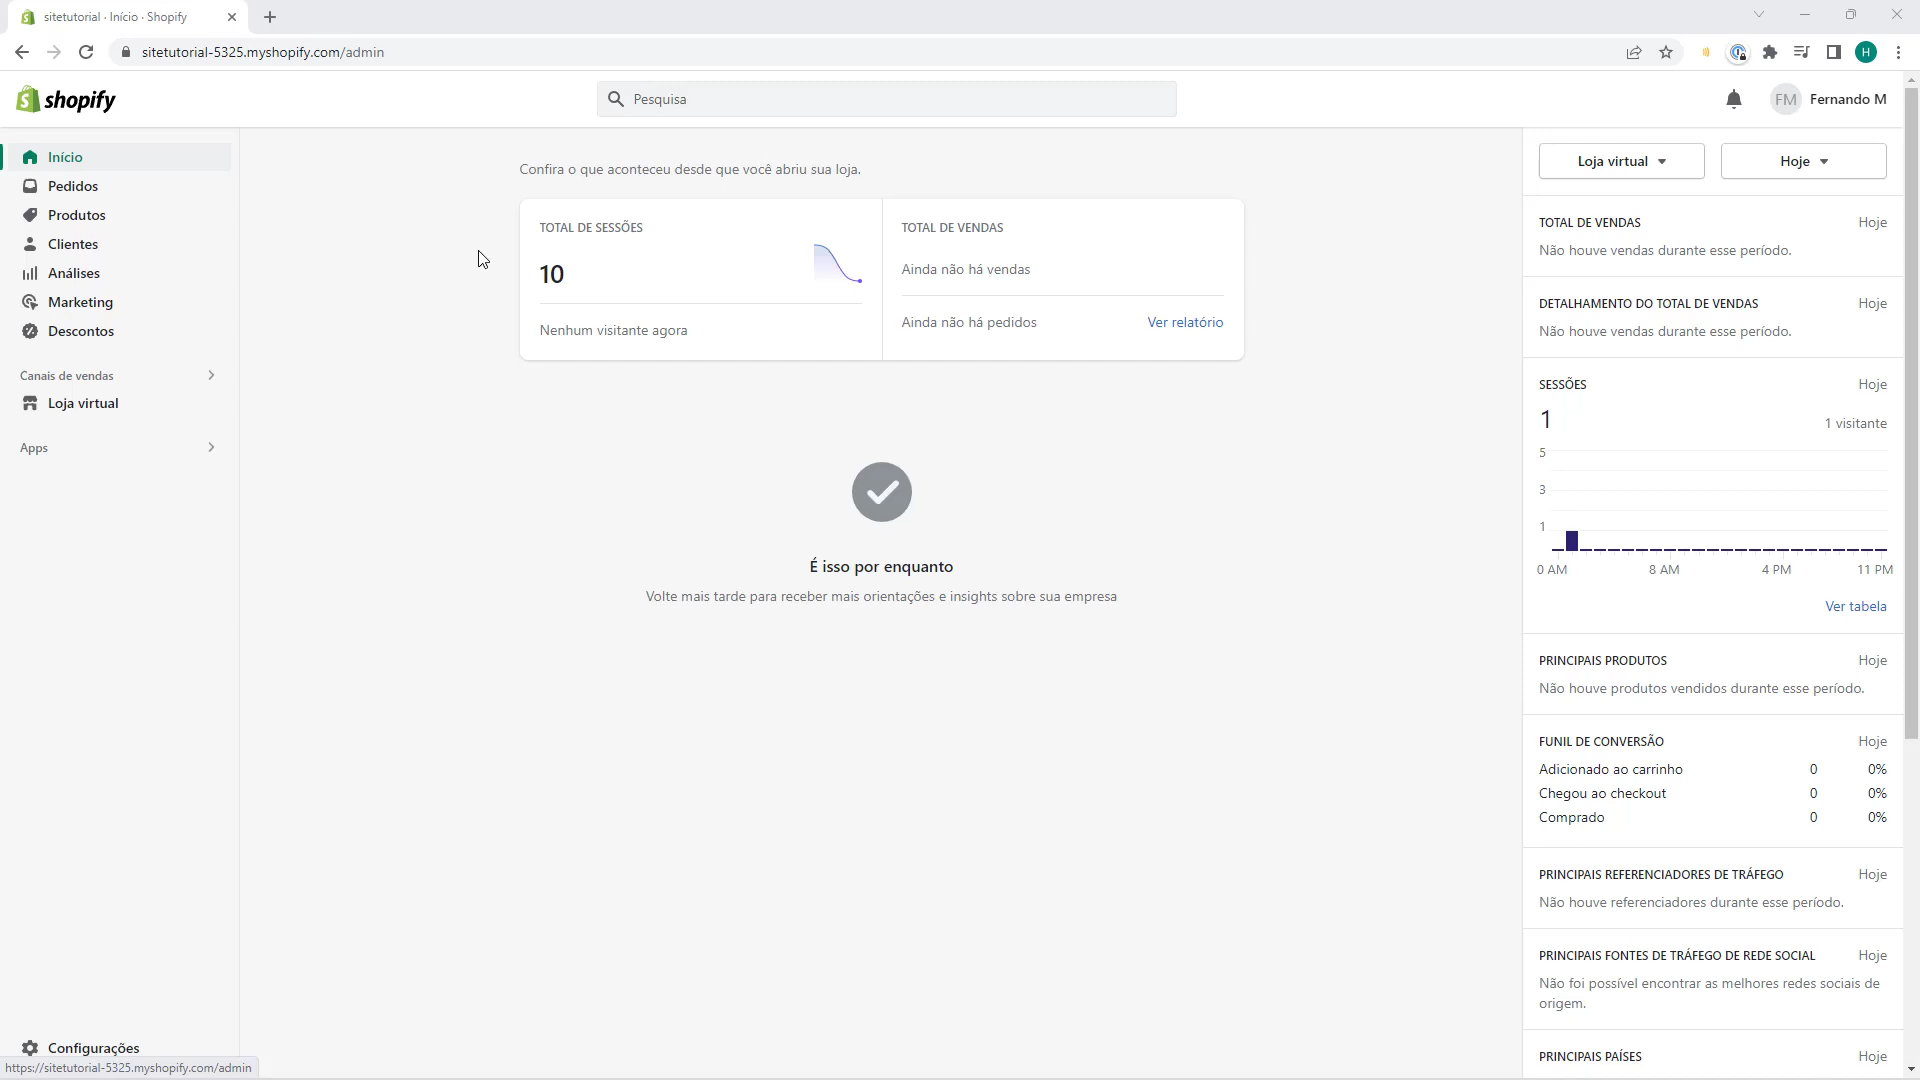 sitetutorial · Início · Shopify
sitetutorial-5325.myshopify.com/admin
H
shopify
Pesquisa
FM
Fernando M
Início
Pedidos
Produtos
Clientes
Análises
Marketing
Descontos
Canais de vendas
Loja virtual
Apps
Configurações
https://sitetutorial-5325.myshopify.com/admin
Confira o que aconteceu desde que você abriu sua loja.
TOTAL DE SESSÕES
10
Nenhum visitante agora
TOTAL DE VENDAS
Ainda não há vendas
Ainda não há pedidos
Ver relatório
É isso por enquanto
Volte mais tarde para receber mais orientações e insights sobre sua empresa
Loja virtual
Hoje
TOTAL DE VENDAS Hoje
Não houve vendas durante esse período.
DETALHAMENTO DO TOTAL DE VENDAS Hoje
Não houve vendas durante esse período.
SESSÕES Hoje
1 1 visitante
5
3
1
0 AM 8 AM 4 PM 11 PM
Ver tabela
PRINCIPAIS PRODUTOS Hoje
Não houve produtos vendidos durante esse período.
FUNIL DE CONVERSÃO Hoje
Adicionado ao carrinho 0 0%
Chegou ao checkout 0 0%
Comprado 0 0%
PRINCIPAIS REFERENCIADORES DE TRÁFEGO Hoje
Não houve referenciadores durante esse período.
PRINCIPAIS FONTES DE TRÁFEGO DE REDE SOCIAL Hoje
Não foi possível encontrar as melhores redes sociais de
origem.
PRINCIPAIS PAÍSES Hoje